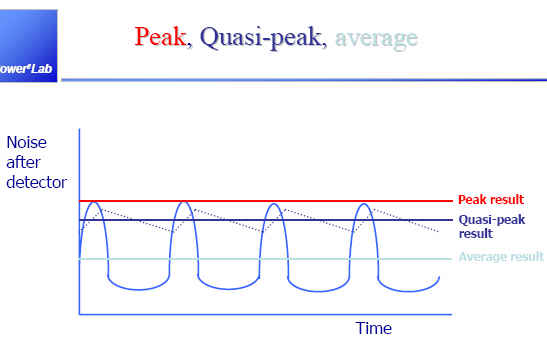 Peak, Quasi-peak, average
ower⚡Lab
Noise
after
detector
Peak result
Quasi-peak
result
Average result
Time